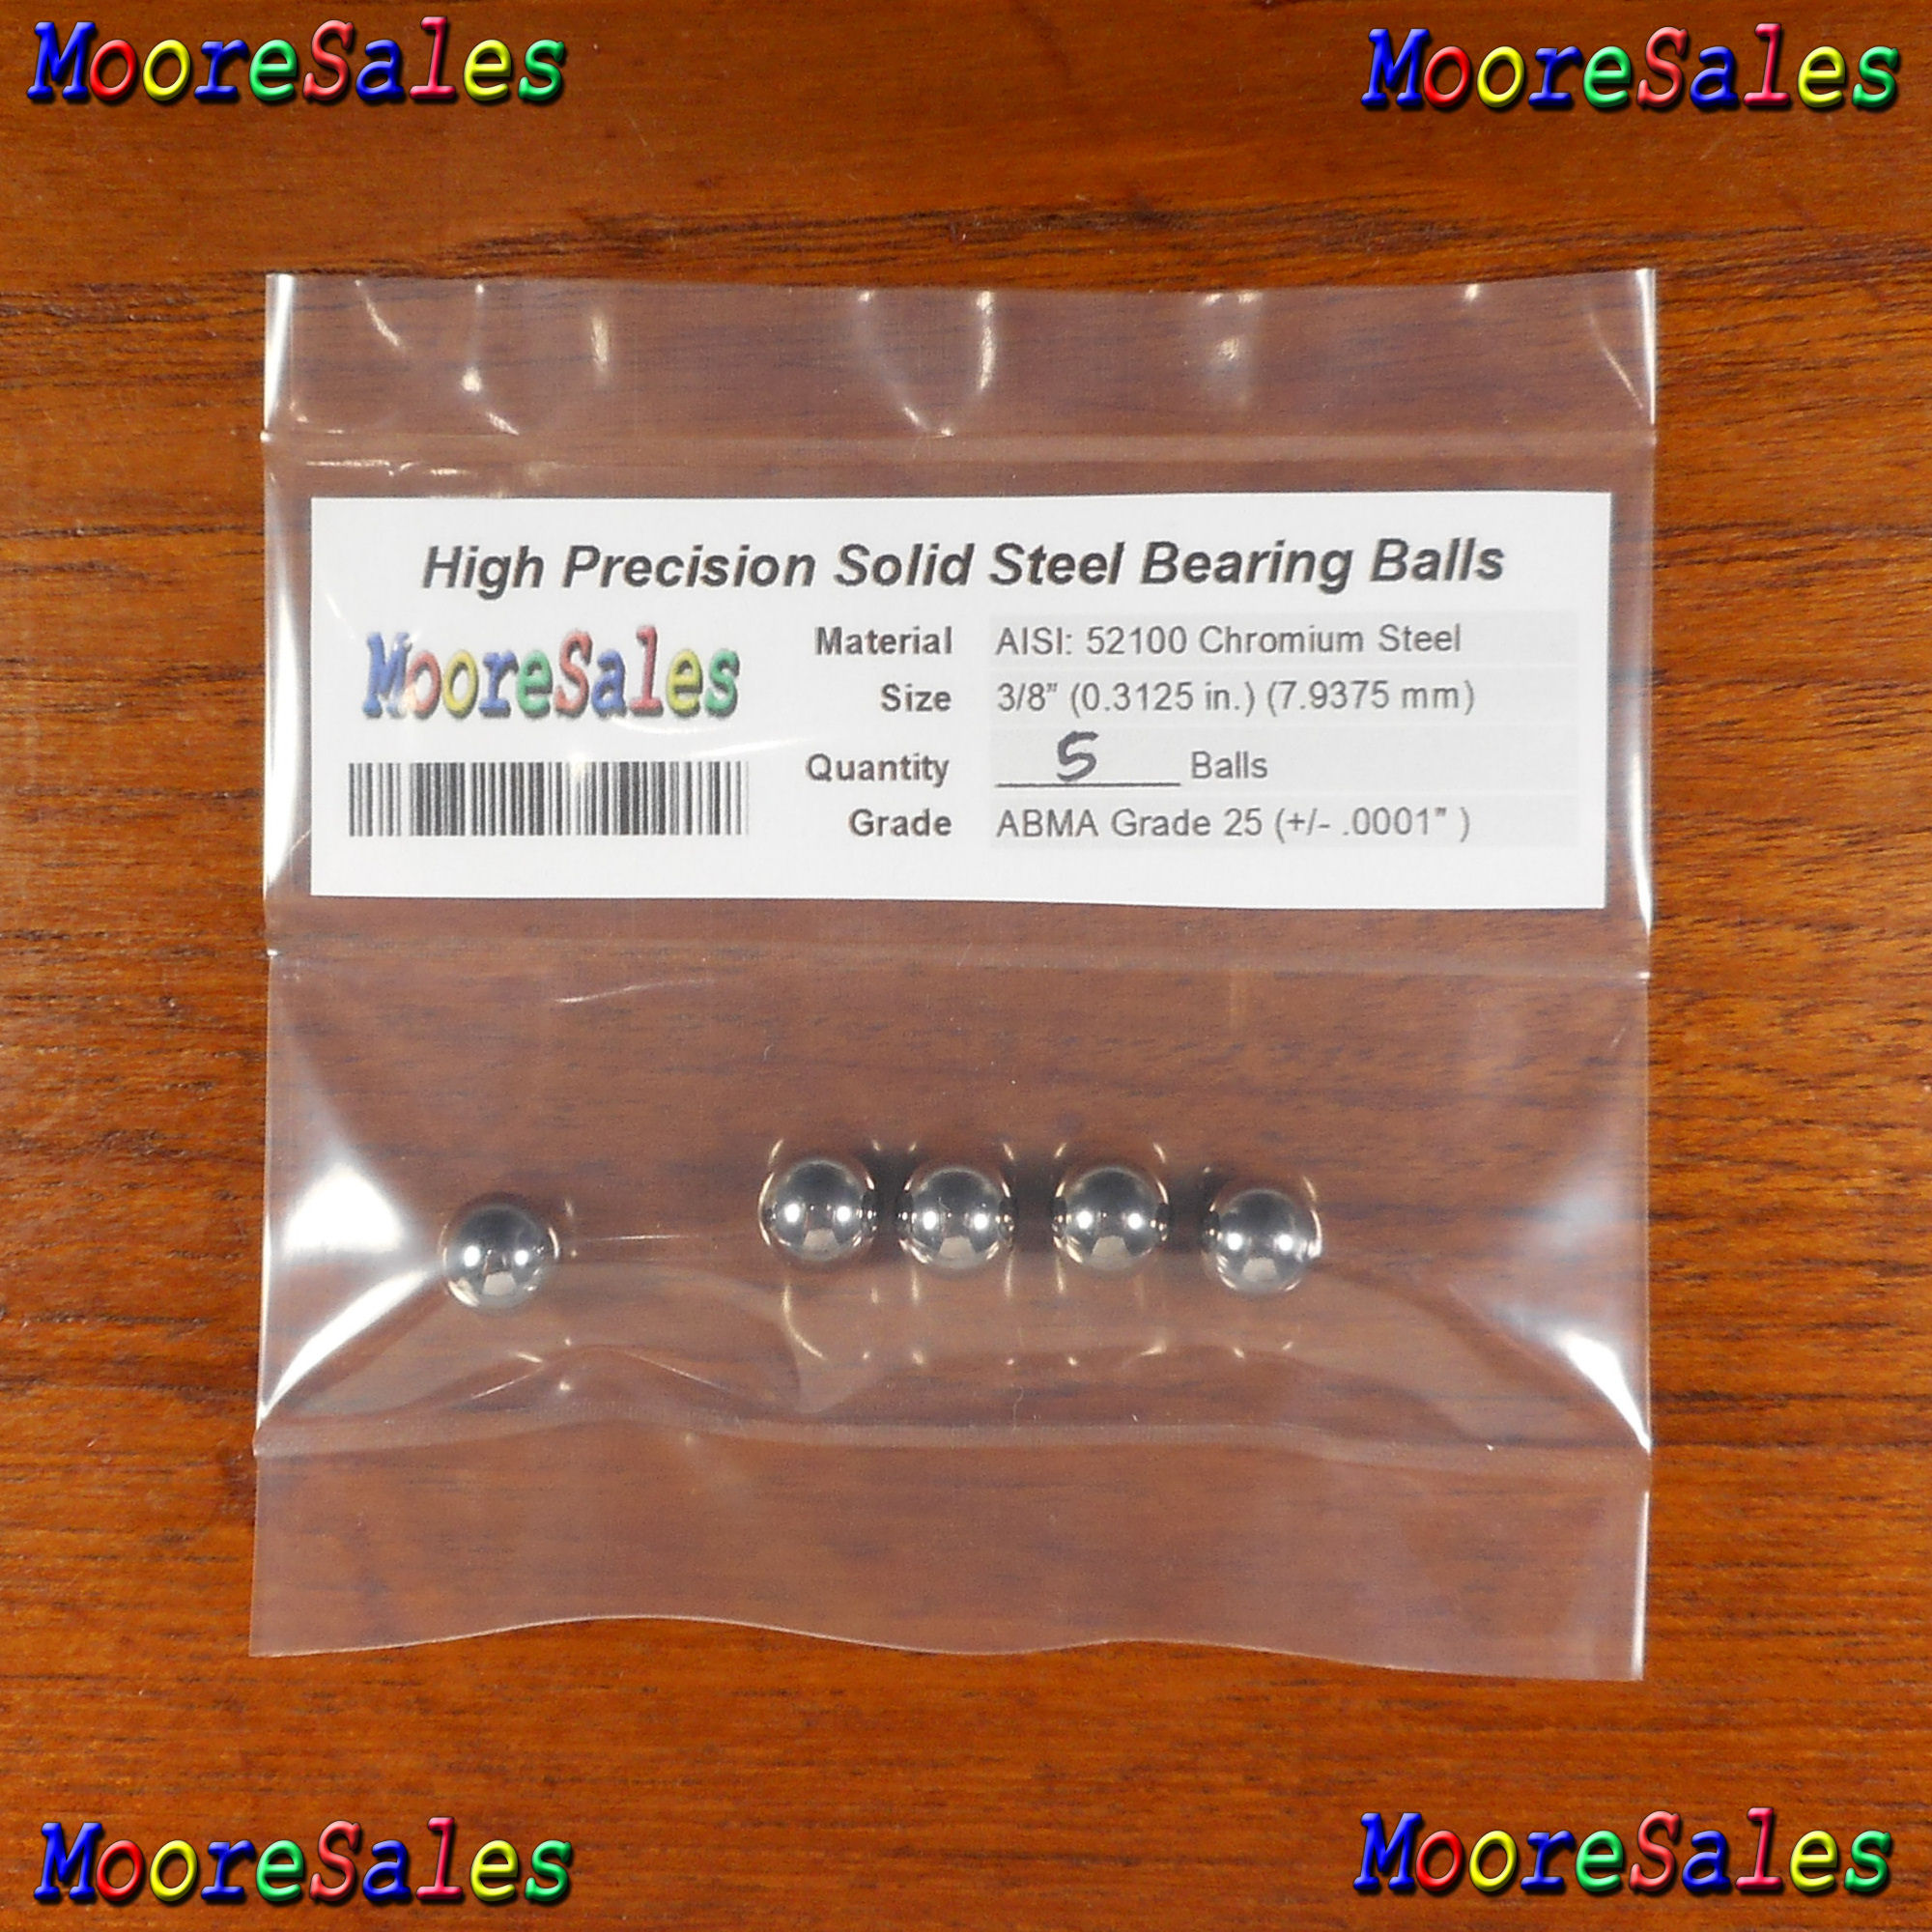 MooreSales
MooreSales
High Precision Solid Steel Bearing Balls
MooreSales
Material AISI: 52100 Chromium Steel
Size 3/8" (0.3125 in.) (7.9375 mm)
Quantity 5 Balls
Grade ABMA Grade 25 (+/- .0001" )
MooreSales
MooreSales